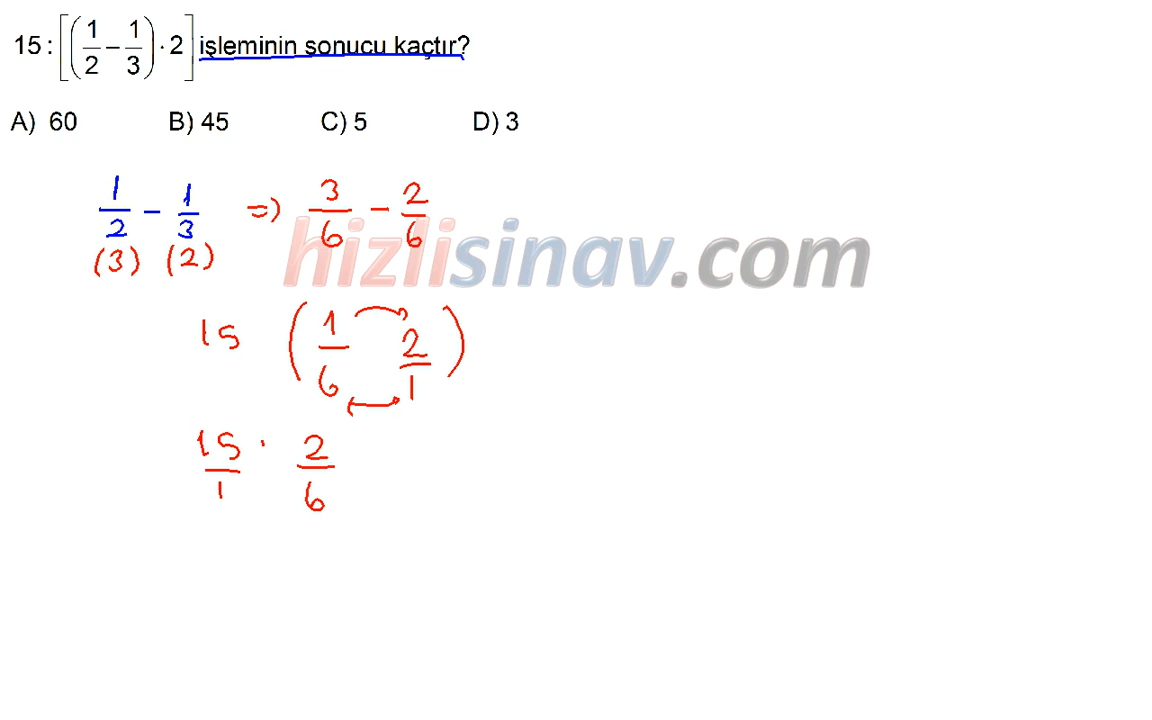 15 : [(1/2 − 1/3) · 2] işleminin sonucu kaçtır?
A) 60 B) 45 C) 5 D) 3
1/2 − 1/3 => 3/6 − 2/6
(3) (2)
hizlisinav.com
15 (1/6 2/1)
15/1 · 2/6